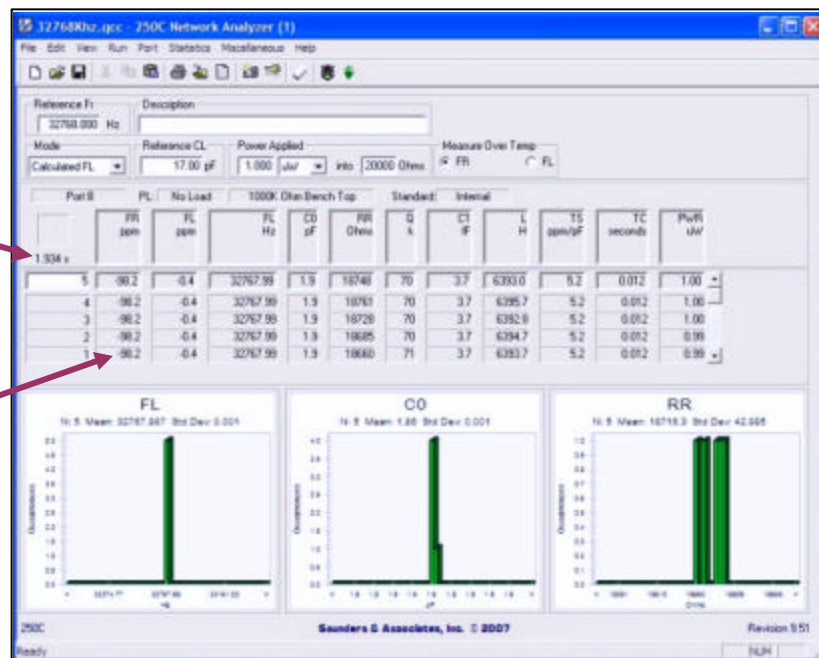 32768Khz.qcc - 250C Network Analyzer (1)
File Edit View Run Port Statistics Miscellaneous Help
Reference Fr Description
32768.000 Hz
Mode Reference CL Power Applied Measure Over Temp
Calculated FL 17.00 pF 1.000 uW into 20000 Ohms FR FL
Port B PL: No Load 1000K Ohm Bench Top Standard: Internal
FR FL FL C0 RR Q C1 L TS TC PwR
ppm ppm Hz pF Ohms k fF H ppm/pF seconds uW
1.934 s
5 -98.2 -0.4 32767.99 1.9 18748 70 3.7 6393.0 5.2 0.012 1.00
4 -98.2 -0.4 32767.99 1.9 18761 70 3.7 6395.7 5.2 0.012 1.00
3 -98.2 -0.4 32767.99 1.9 18728 70 3.7 6392.8 5.2 0.012 1.00
2 -98.2 -0.4 32767.99 1.9 18685 70 3.7 6394.7 5.2 0.012 0.99
1 -98.2 -0.4 32767.99 1.9 18660 71 3.7 6393.7 5.2 0.012 0.99
FL C0 RR
N: 5 Mean: 32767.987 Std Dev: 0.001 N: 5 Mean: 1.86 Std Dev: 0.001 N: 5 Mean: Std Dev:
Occurrences Occurrences Occurrences
Hz pF Ohms
250C Saunders & Associates, Inc. © 2007 Revision 9.51
Ready NUM